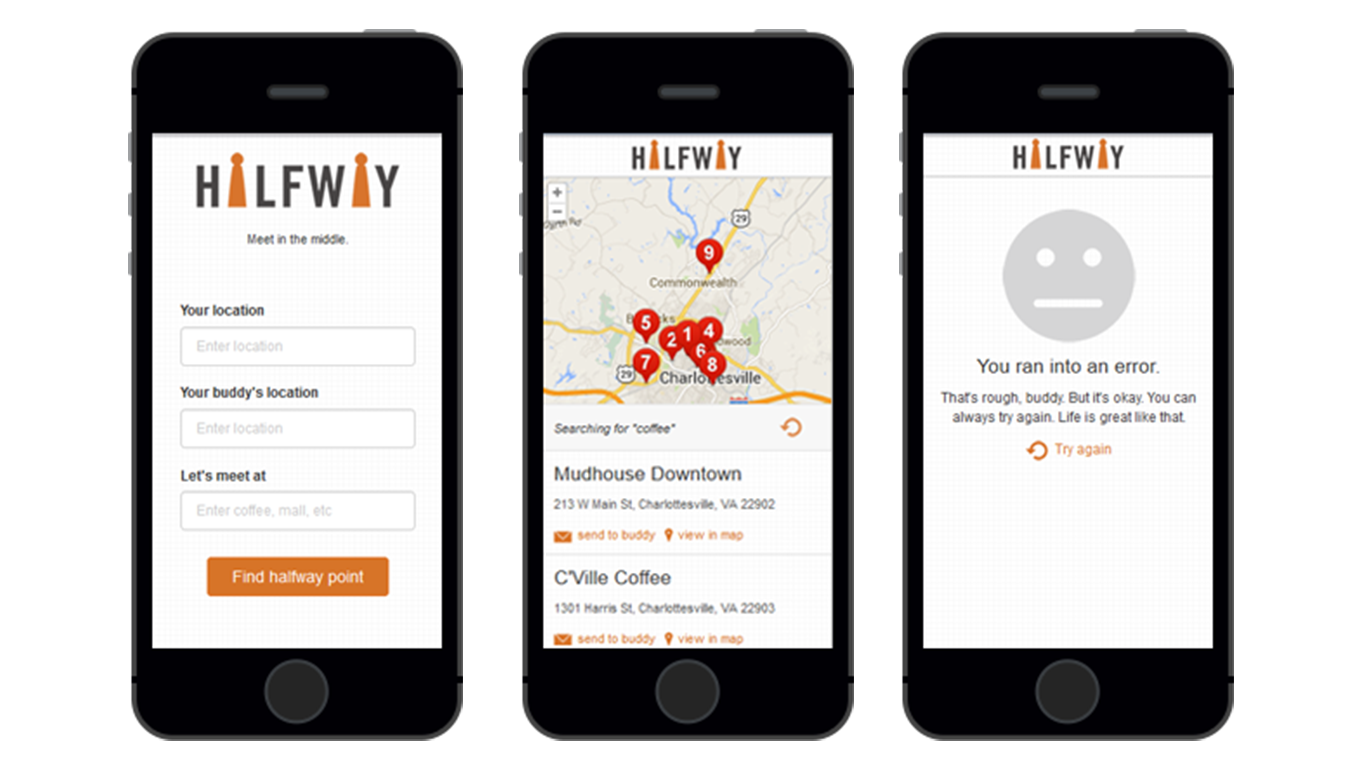 HALFWAY
Meet in the middle.
Your location
Enter location
Your buddy's location
Enter location
Let's meet at
Enter coffee, mall, etc
Find halfway point
HALFWAY
+
−
29
9
Commonwealth
5
2
1
4
6
7
8
29
Charlottesville
Searching for "coffee"
Mudhouse Downtown
213 W Main St, Charlottesville, VA 22902
send to buddy view in map
C'Ville Coffee
1301 Harris St, Charlottesville, VA 22903
send to buddy view in map
HALFWAY
You ran into an error.
That's rough, buddy. But it's okay. You can
always try again. Life is great like that.
Try again